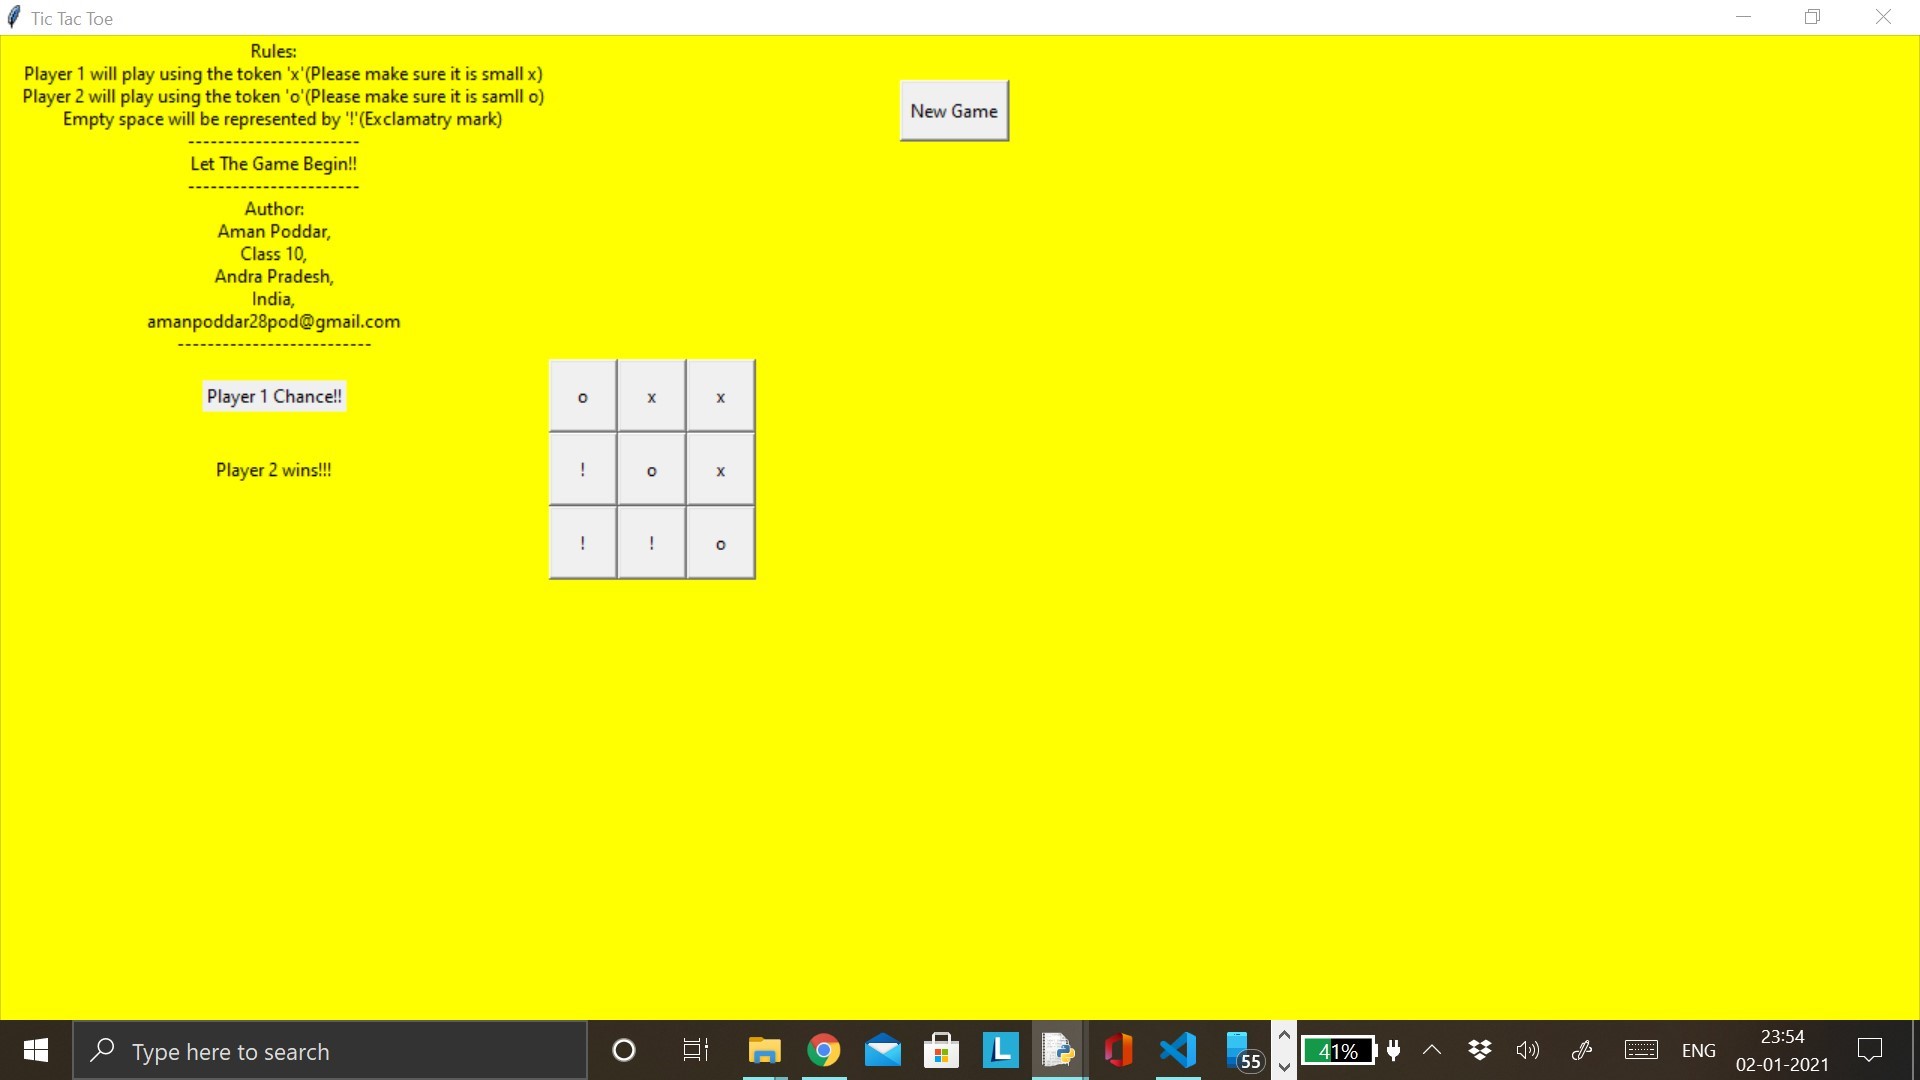 Tic Tac Toe
Rules:
Player 1 will play using the token 'x'(Please make sure it is small x)
Player 2 will play using the token 'o'(Please make sure it is samll o)
Empty space will be represented by '!'(Exclamatry mark)
-----------------------
Let The Game Begin!!
-----------------------
Author:
Aman Poddar,
Class 10,
Andra Pradesh,
India,
amanpoddar28pod@gmail.com
--------------------------
New Game
Player 1 Chance!!
Player 2 wins!!!
o x x
! o x
! ! o
Type here to search
L
55
41%
ENG
23:54
02-01-2021